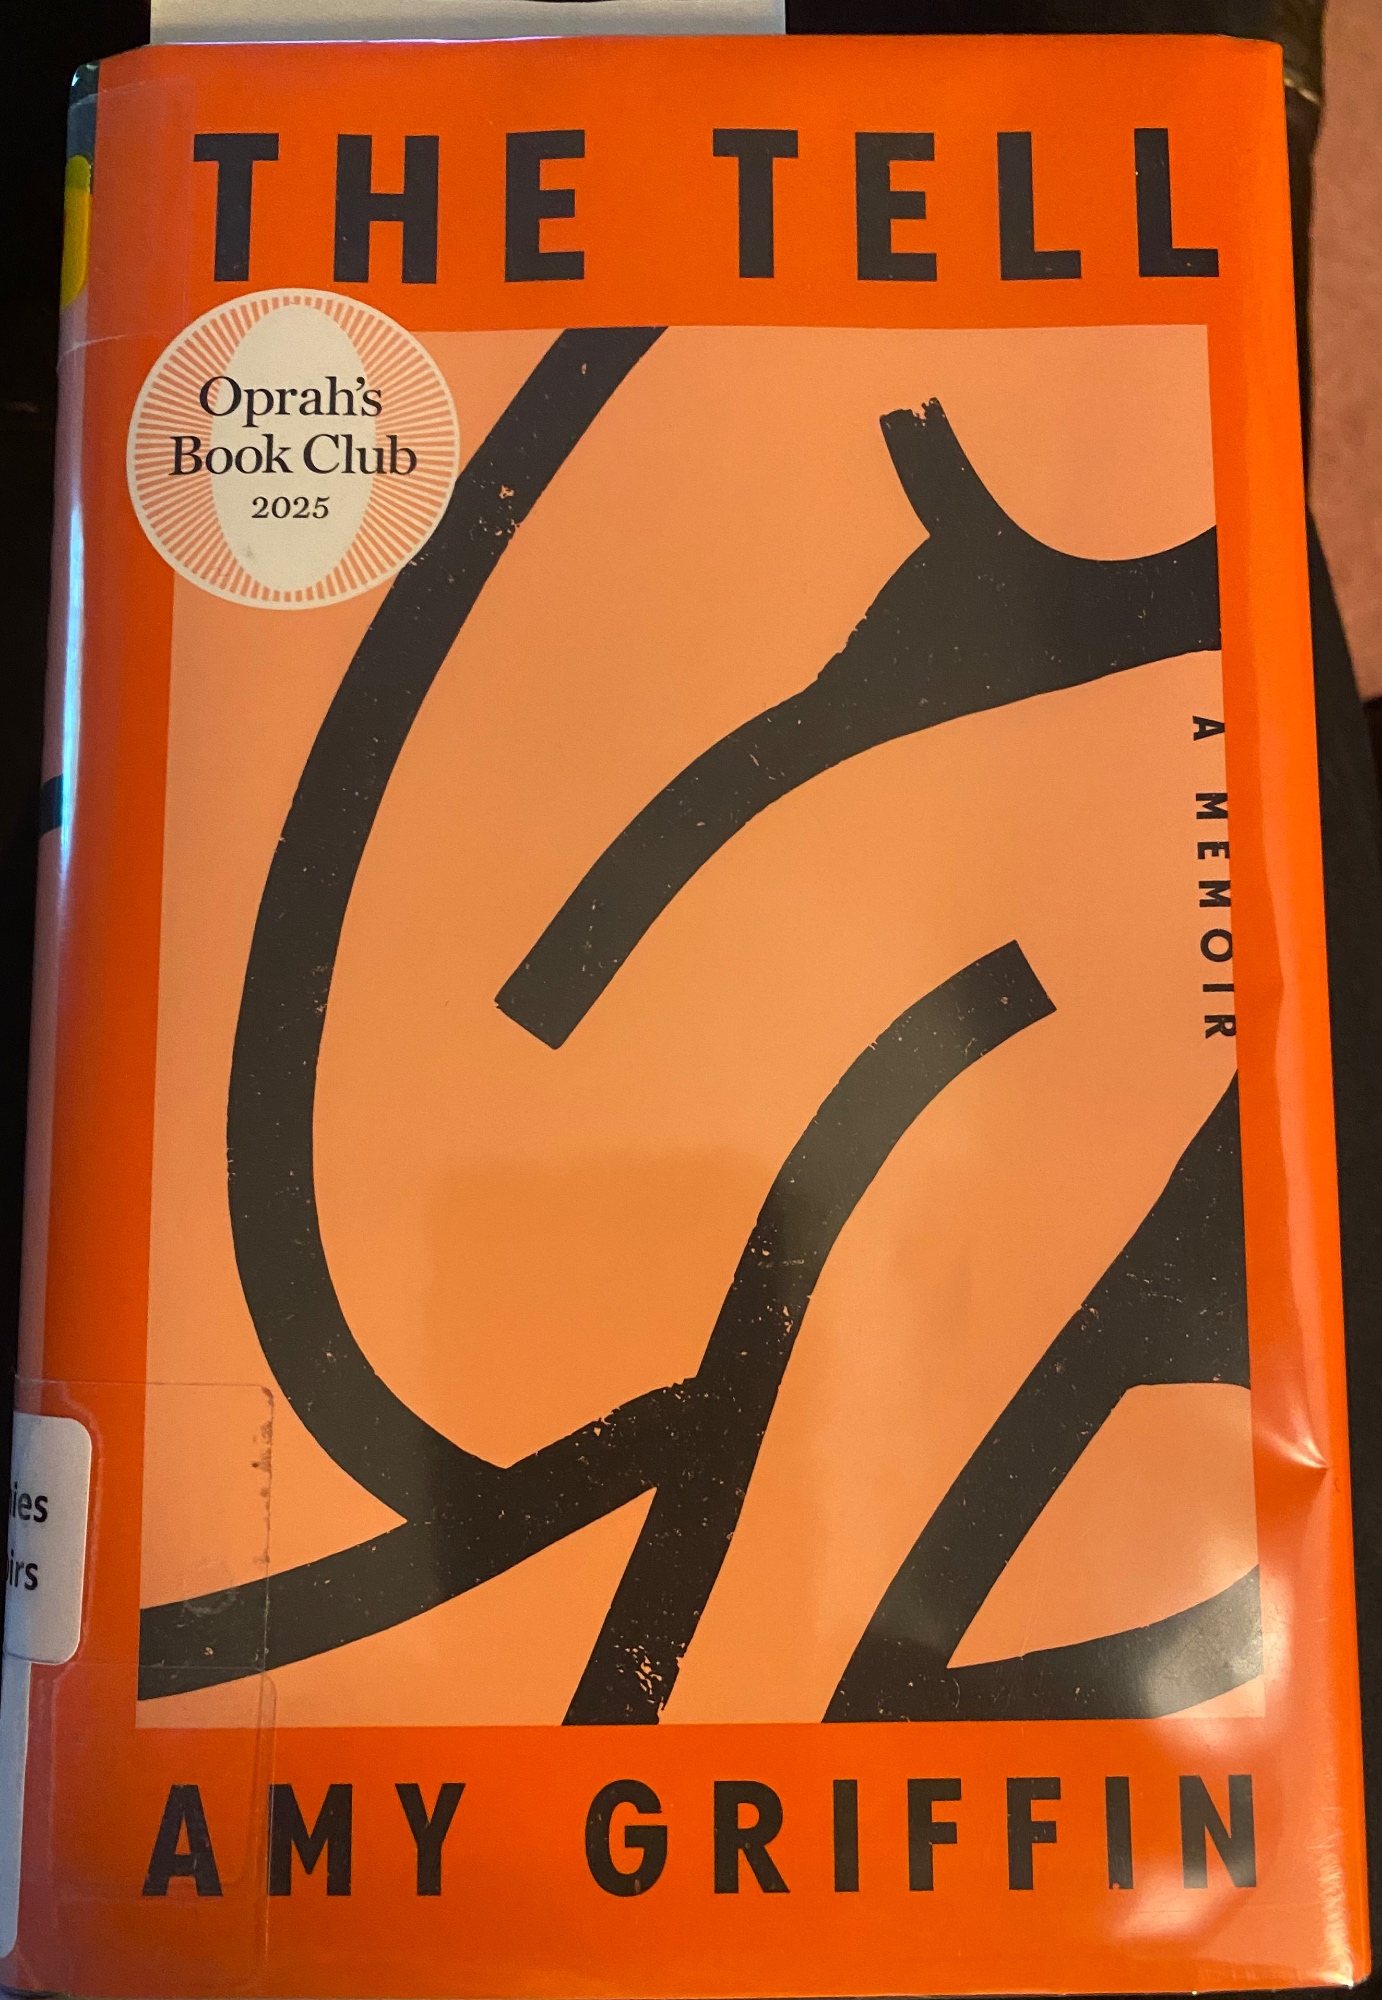 THE TELL
Oprah's
Book Club
2025
A MEMOIR
AMY GRIFFIN